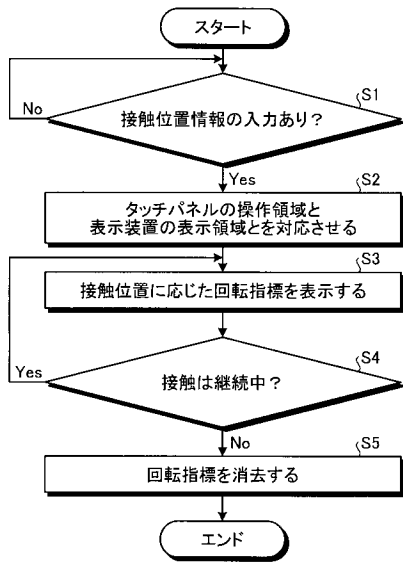 スタート
S1
No
接触位置情報の入力あり?
Yes
S2
タッチパネルの操作領域と
表示装置の表示領域とを対応させる
S3
接触位置に応じた回転指標を表示する
S4
Yes
接触は継続中?
No
S5
回転指標を消去する
エンド